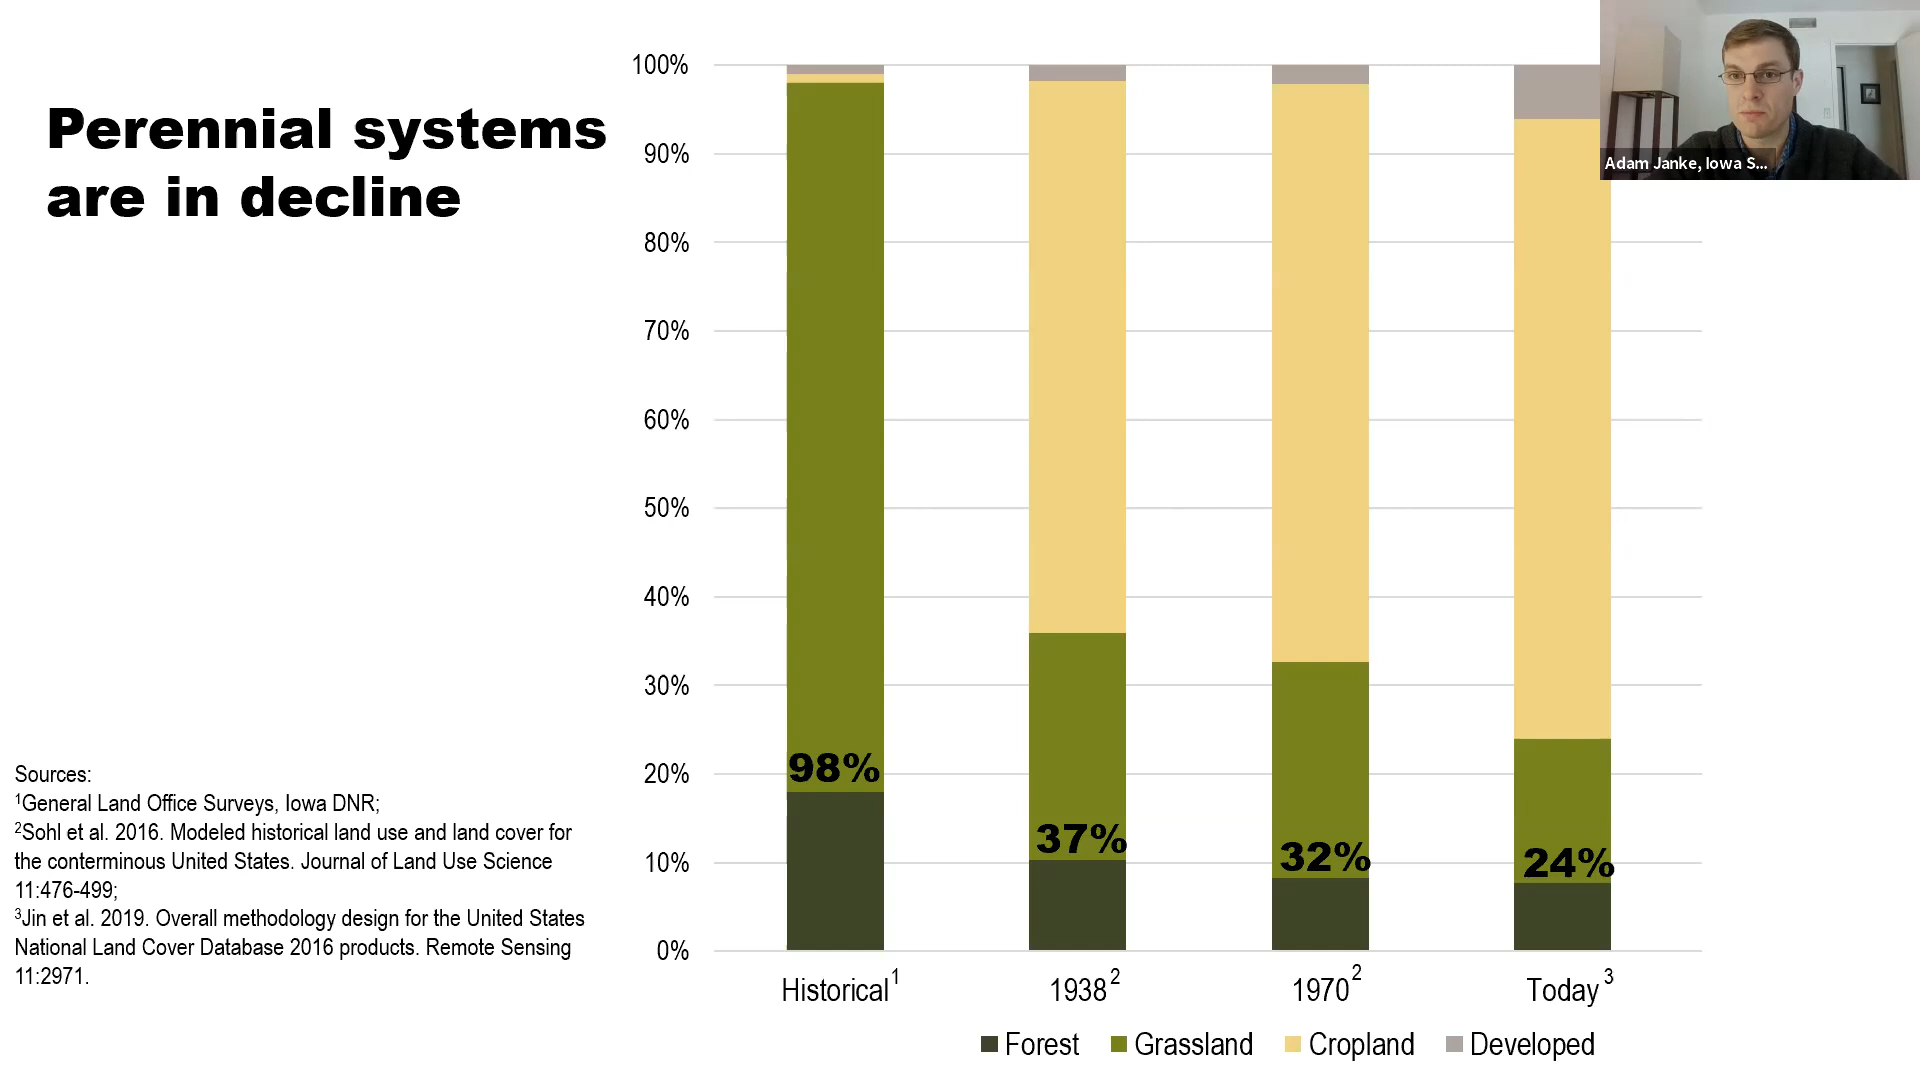 Perennial systems
are in decline
100%
90%
80%
70%
60%
50%
40%
30%
20%
10%
0%
98%
37%
32%
24%
Historical1
19382
19702
Today3
Forest
Grassland
Cropland
Developed
Sources:
1General Land Office Surveys, Iowa DNR;
2Sohl et al. 2016. Modeled historical land use and land cover for
the conterminous United States. Journal of Land Use Science
11:476-499;
3Jin et al. 2019. Overall methodology design for the United States
National Land Cover Database 2016 products. Remote Sensing
11:2971.
Adam Janke, Iowa S...